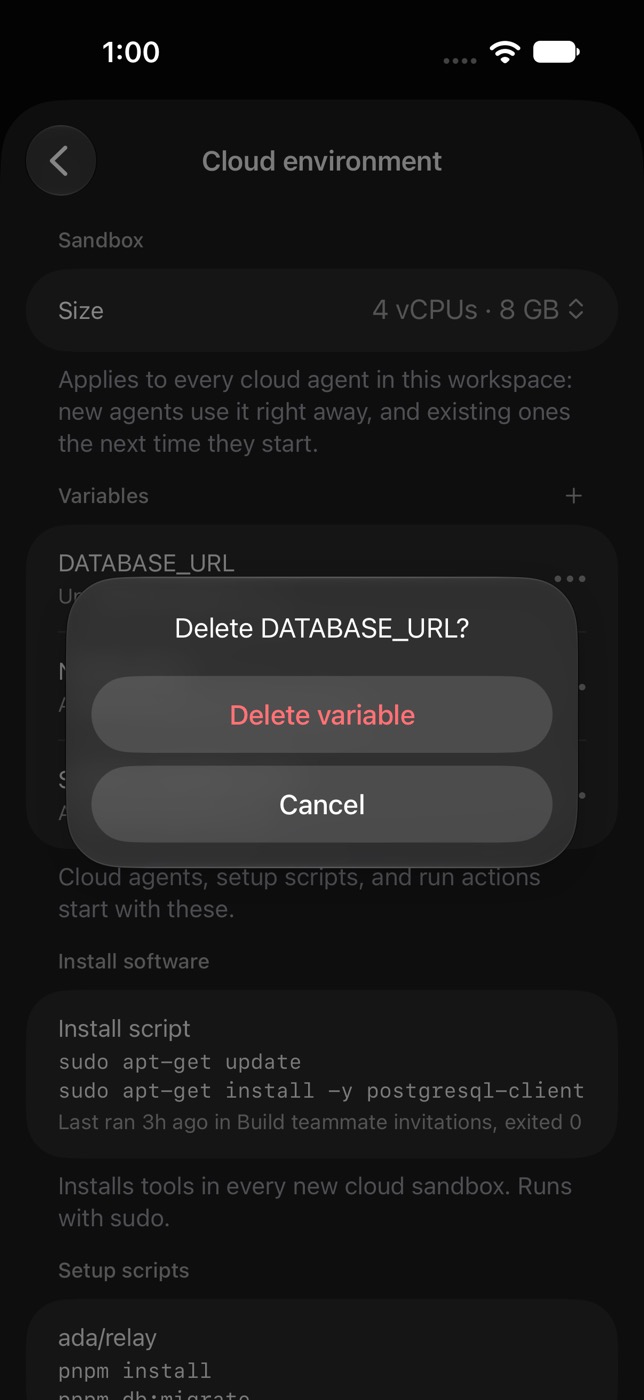 1:00
Cloud environment
Sandbox
Size
4 vCPUs · 8 GB
Applies to every cloud agent in this workspace:
new agents use it right away, and existing ones
the next time they start.
Variables
DATABASE_URL
Delete DATABASE_URL?
Delete variable
Cancel
Cloud agents, setup scripts, and run actions
start with these.
Install software
Install script
sudo apt-get update
sudo apt-get install -y postgresql-client
Last ran 3h ago in Build teammate invitations, exited 0
Installs tools in every new cloud sandbox. Runs
with sudo.
Setup scripts
ada/relay
pnpm install
pnpm db:migrate